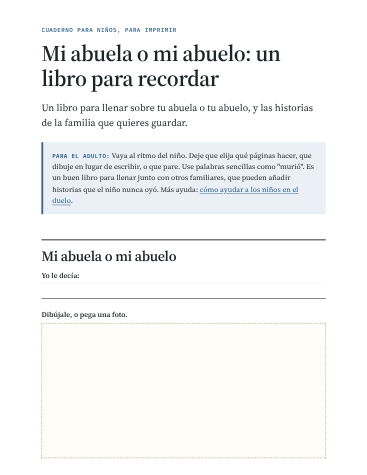 CUADERNO PARA NIÑOS, PARA IMPRIMIR
Mi abuela o mi abuelo: un
libro para recordar
Un libro para llenar sobre tu abuela o tu abuelo, y las historias
de la familia que quieres guardar.
PARA EL ADULTO: Vaya al ritmo del niño. Deje que elija qué páginas hacer, que
dibuje en lugar de escribir, o que pare. Use palabras sencillas como "murió". Es
un buen libro para llenar junto con otros familiares, que pueden añadir
historias que el niño nunca oyó. Más ayuda: cómo ayudar a los niños en el
duelo.
Mi abuela o mi abuelo
Yo le decía:
Dibújale, o pega una foto.